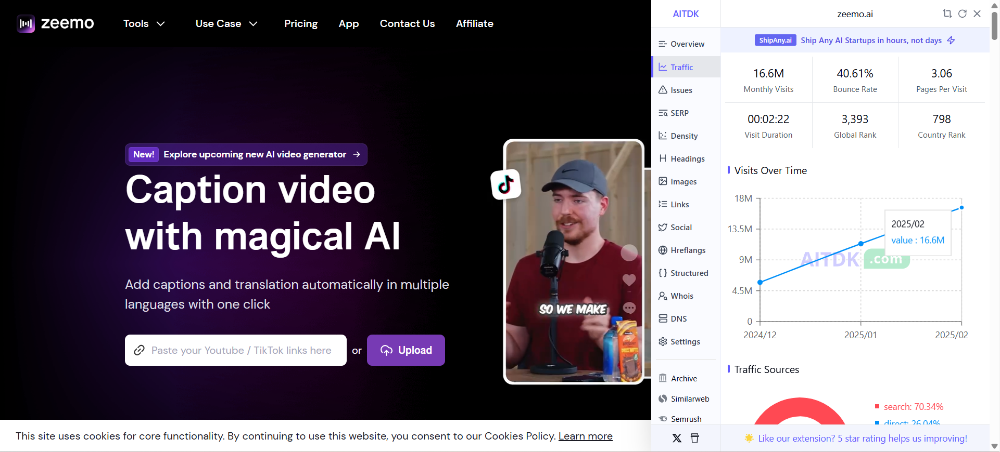 zeemo
Tools
Use Case
Pricing
App
Contact Us
Affiliate
New! Explore upcoming new AI video generator →
Caption video
with magical AI
Add captions and translation automatically in multiple
languages with one click
Paste your Youtube / TikTok links here
or
Upload
SO WE MAKE
This site uses cookies for core functionality. By continuing to use this website, you consent to our Cookies Policy. Learn more
AITDK
Overview
Traffic
Issues
SERP
Density
Headings
Images
Links
Social
Hreflangs
Structured
Whois
DNS
Settings
Archive
Similarweb
Semrush
zeemo.ai
ShipAny.ai Ship Any AI Startups in hours, not days
16.6M
Monthly Visits
40.61%
Bounce Rate
3.06
Pages Per Visit
00:02:22
Visit Duration
3,393
Global Rank
798
Country Rank
Visits Over Time
18M
13.5M
9M
4.5M
0
2024/12
2025/01
2025/02
2025/02
value : 16.6M
AITDK .com
Traffic Sources
search: 70.34%
direct: 26.04%
Like our extension? 5 star rating helps us improving!